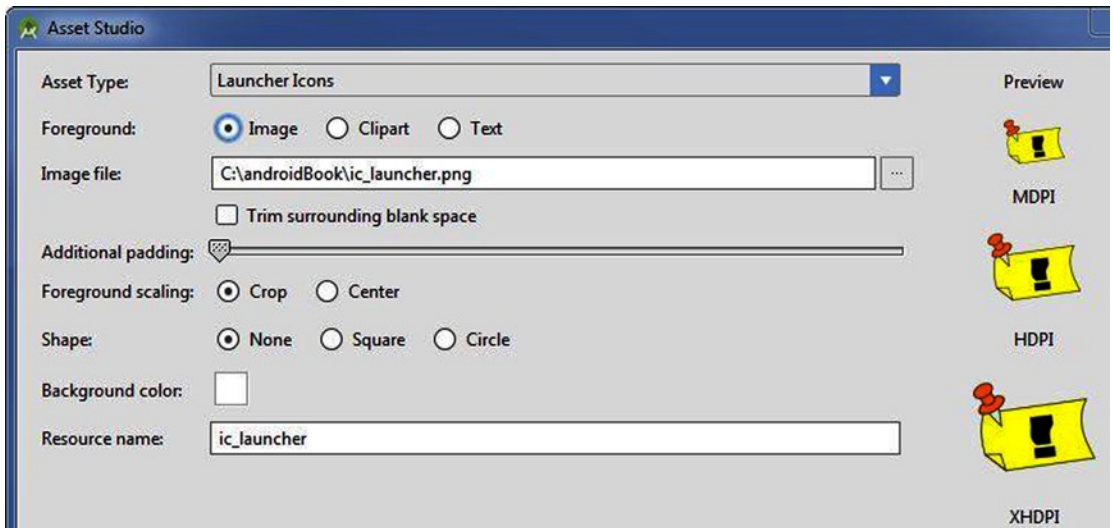 Asset Studio
Asset Type:
Launcher Icons
Preview
Foreground:
Image
Clipart
Text
Image file:
C:\androidBook\ic_launcher.png
...
Trim surrounding blank space
MDPI
Additional padding:
Foreground scaling:
Crop
Center
Shape:
None
Square
Circle
HDPI
Background color:
Resource name:
ic_launcher
XHDPI